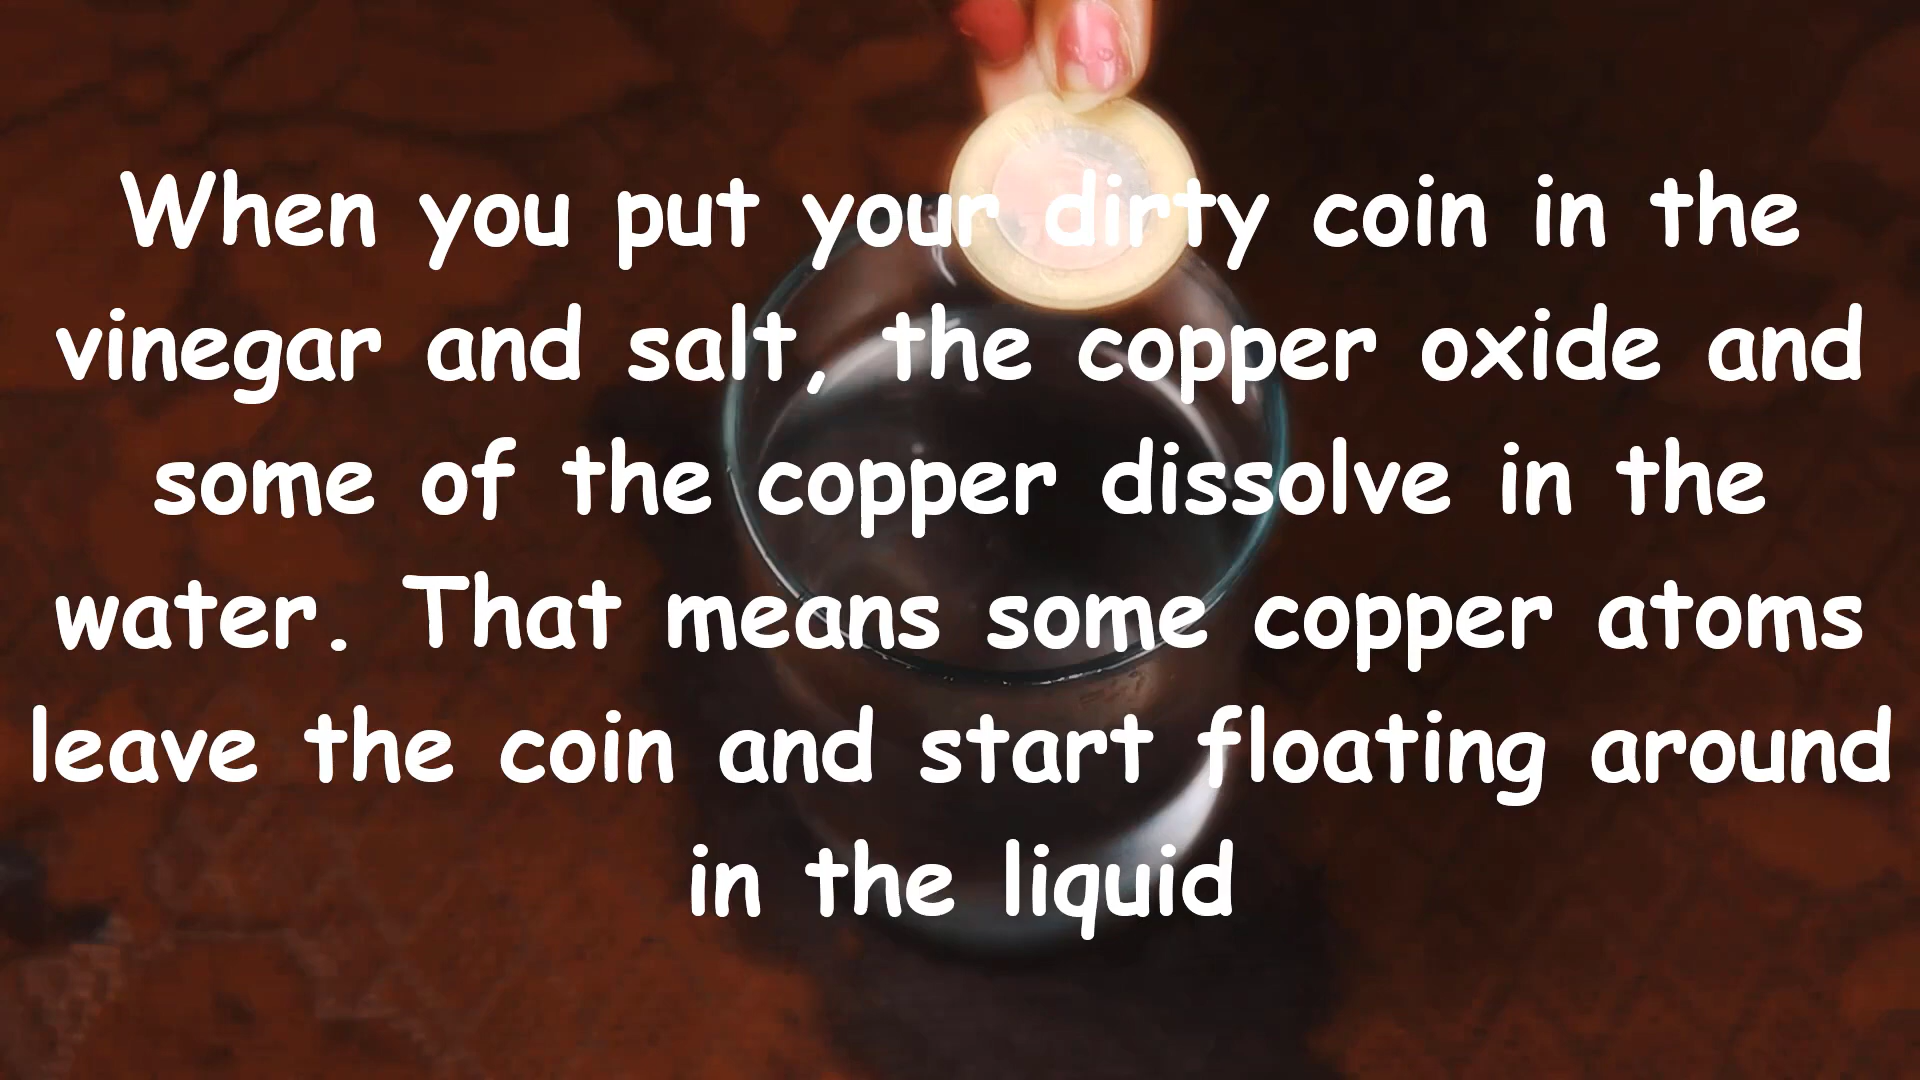 When you put your dirty coin in the
vinegar and salt, the copper oxide and
some of the copper dissolve in the
water. That means some copper atoms
leave the coin and start floating around
in the liquid